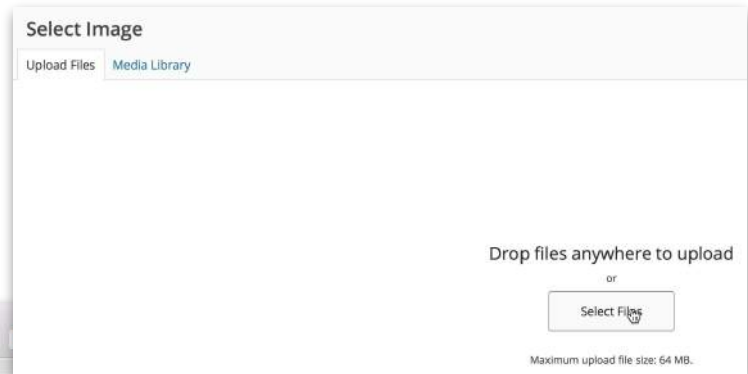 Select Image
Upload Files Media Library
Drop files anywhere to upload
or
Select Files
Maximum upload file size: 64 MB.